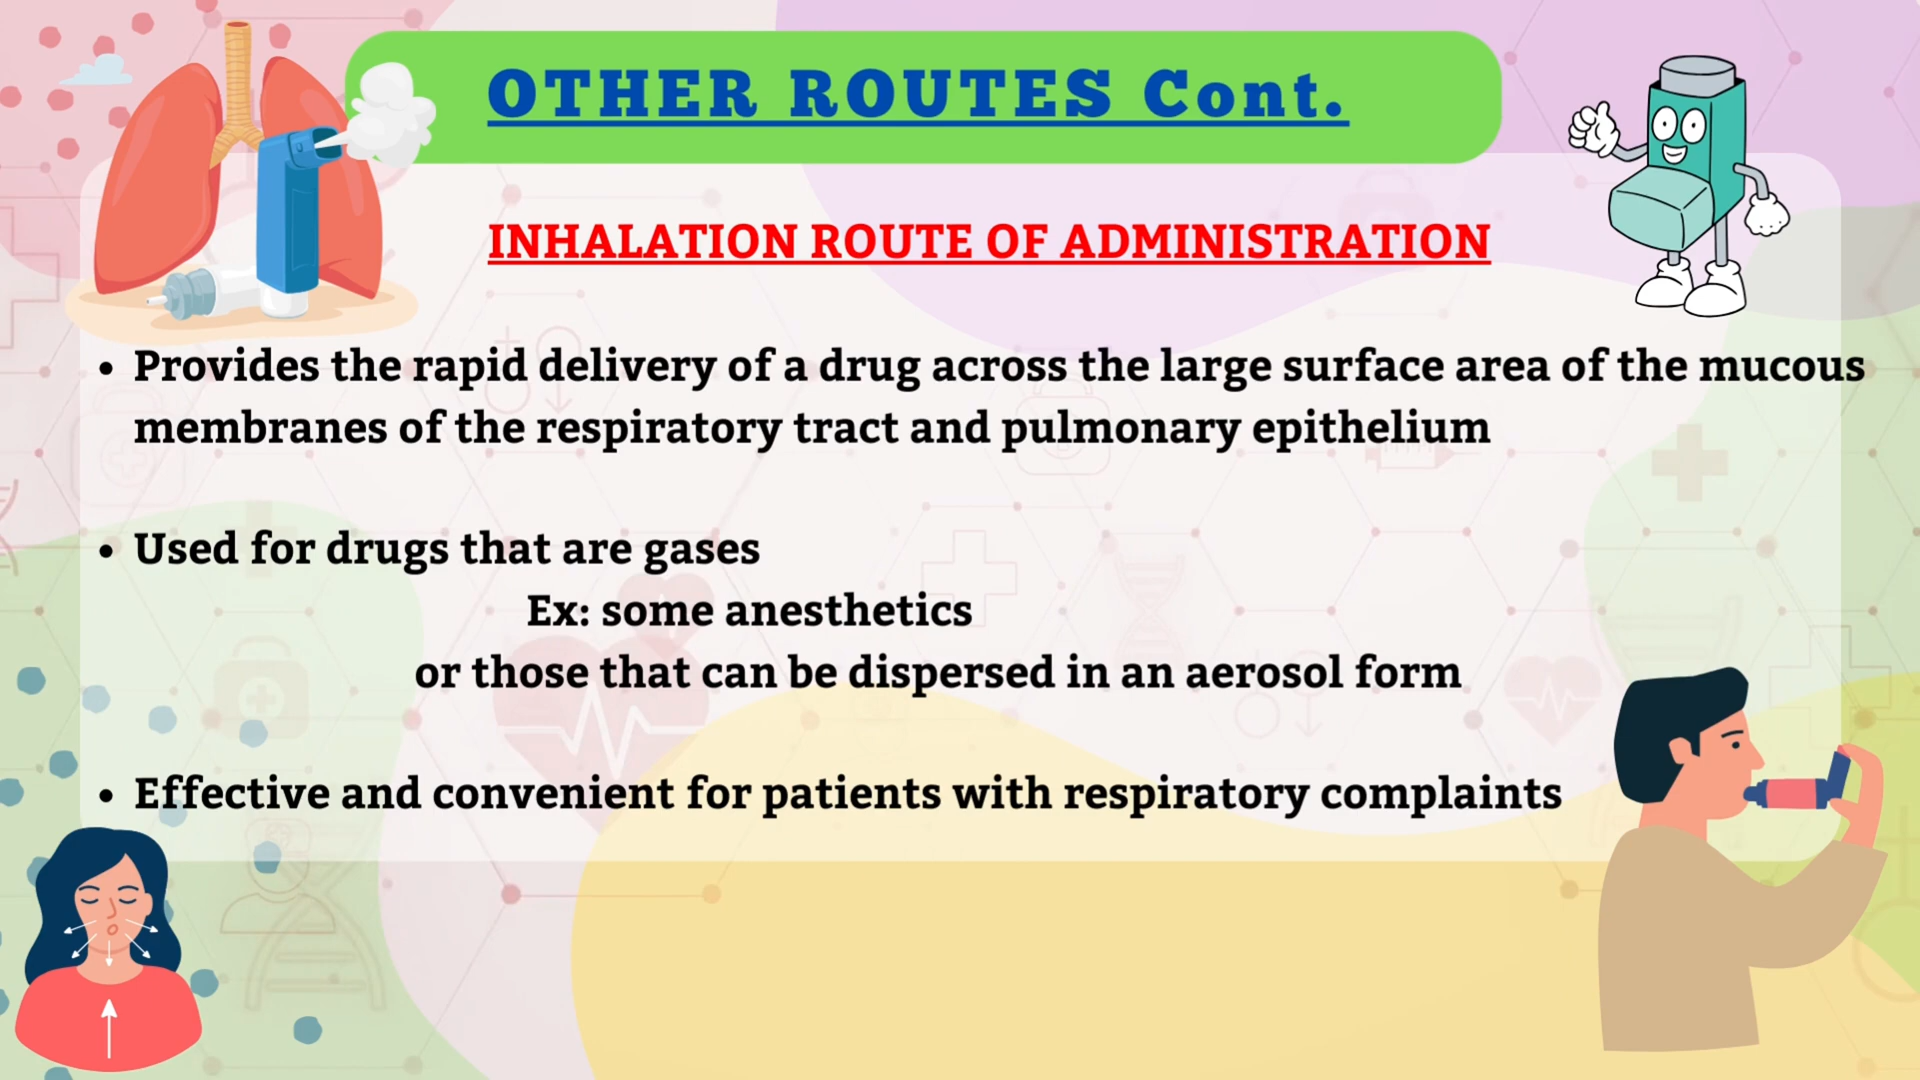 OTHER ROUTES Cont.
INHALATION ROUTE OF ADMINISTRATION
• Provides the rapid delivery of a drug across the large surface area of the mucous
membranes of the respiratory tract and pulmonary epithelium
• Used for drugs that are gases
Ex: some anesthetics
or those that can be dispersed in an aerosol form
• Effective and convenient for patients with respiratory complaints